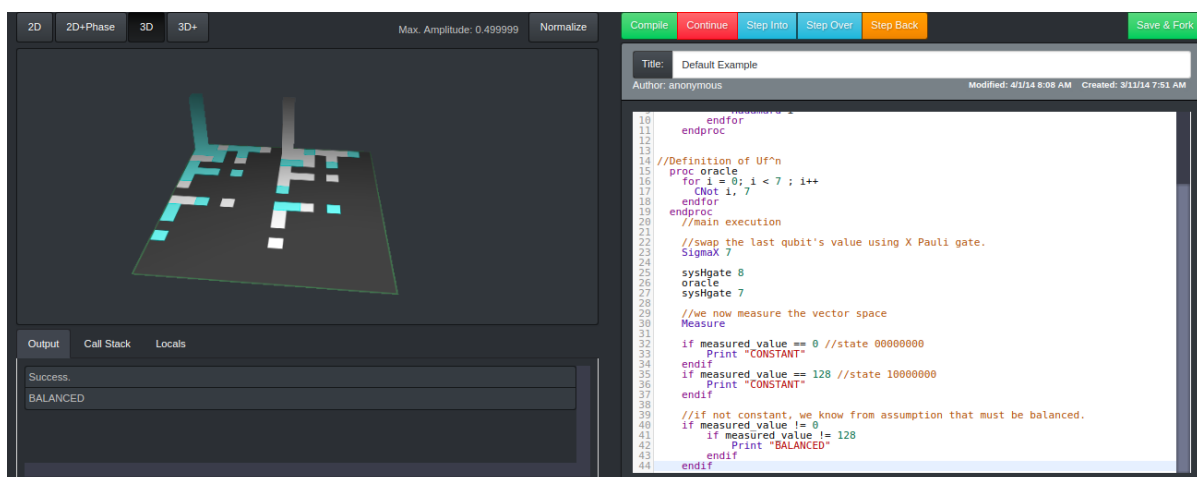 2D 2D+Phase 3D 3D+ Max. Amplitude: 0.499999 Normalize
Compile Continue Step Into Step Over Step Back Save & Fork
Title: Default Example
Author: anonymous Modified: 4/1/14 8:08 AM Created: 3/11/14 7:51 AM
10 endfor
11 endproc
12
13
14 //Definition of Uf^n
15 proc oracle
16 for i = 0; i < 7 ; i++
17 CNot i, 7
18 endfor
19 endproc
20 //main execution
21
22 //swap the last qubit's value using X Pauli gate.
23 SigmaX 7
24
25 sysHgate 8
26 oracle
27 sysHgate 7
28
29 //we now measure the vector space
30 Measure
31
32 if measured_value == 0 //state 00000000
33 Print "CONSTANT"
34 endif
35 if measured_value == 128 //state 10000000
36 Print "CONSTANT"
37 endif
38
39 //if not constant, we know from assumption that must be balanced.
40 if measured_value != 0
41 if measured_value != 128
42 Print "BALANCED"
43 endif
44 endif
Output Call Stack Locals
Success.
BALANCED